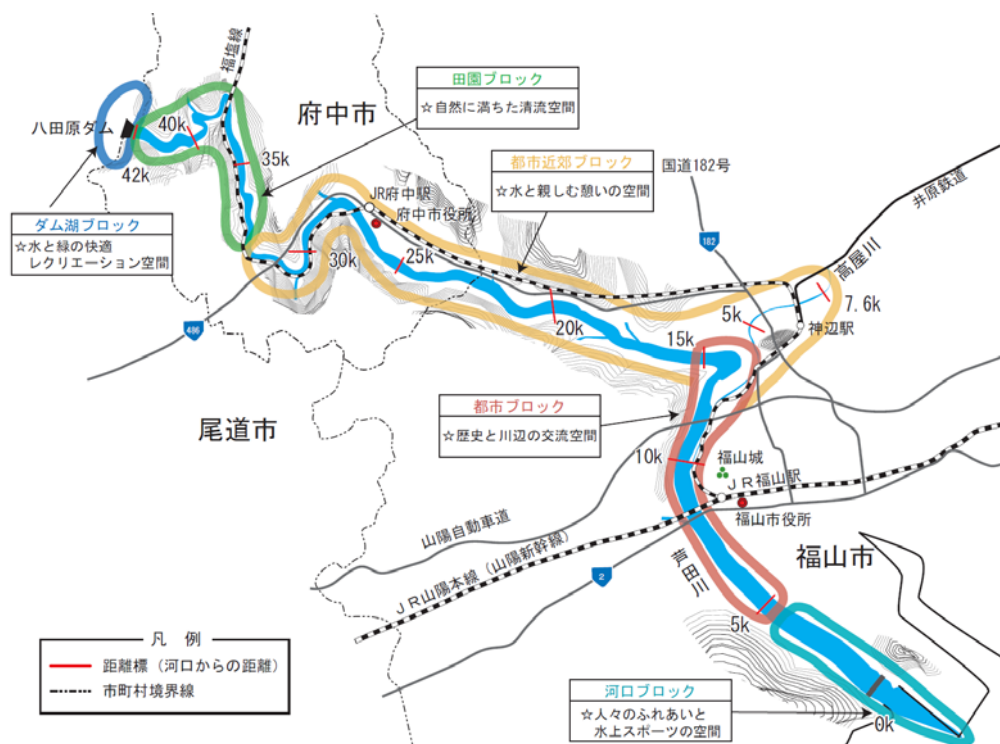 福塩線
田園ブロック
☆自然に満ちた清流空間
府中市
八田原ダム
40k
42k
35k
都市近郊ブロック
☆水と親しむ憩いの空間
国道182号
井原鉄道
JR府中駅
府中市役所
182
ダム湖ブロック
☆水と緑の快適
レクリエーション空間
30k
25k
高屋川
7.6k
5k
神辺駅
20k
486
15k
都市ブロック
☆歴史と川辺の交流空間
尾道市
10k
福山城
JR福山駅
福山市役所
山陽自動車道
JR山陽本線(山陽新幹線)
2
芦田川
福山市
5k
凡 例
距離標(河口からの距離)
市町村境界線
河口ブロック
☆人々のふれあいと
水上スポーツの空間
0k